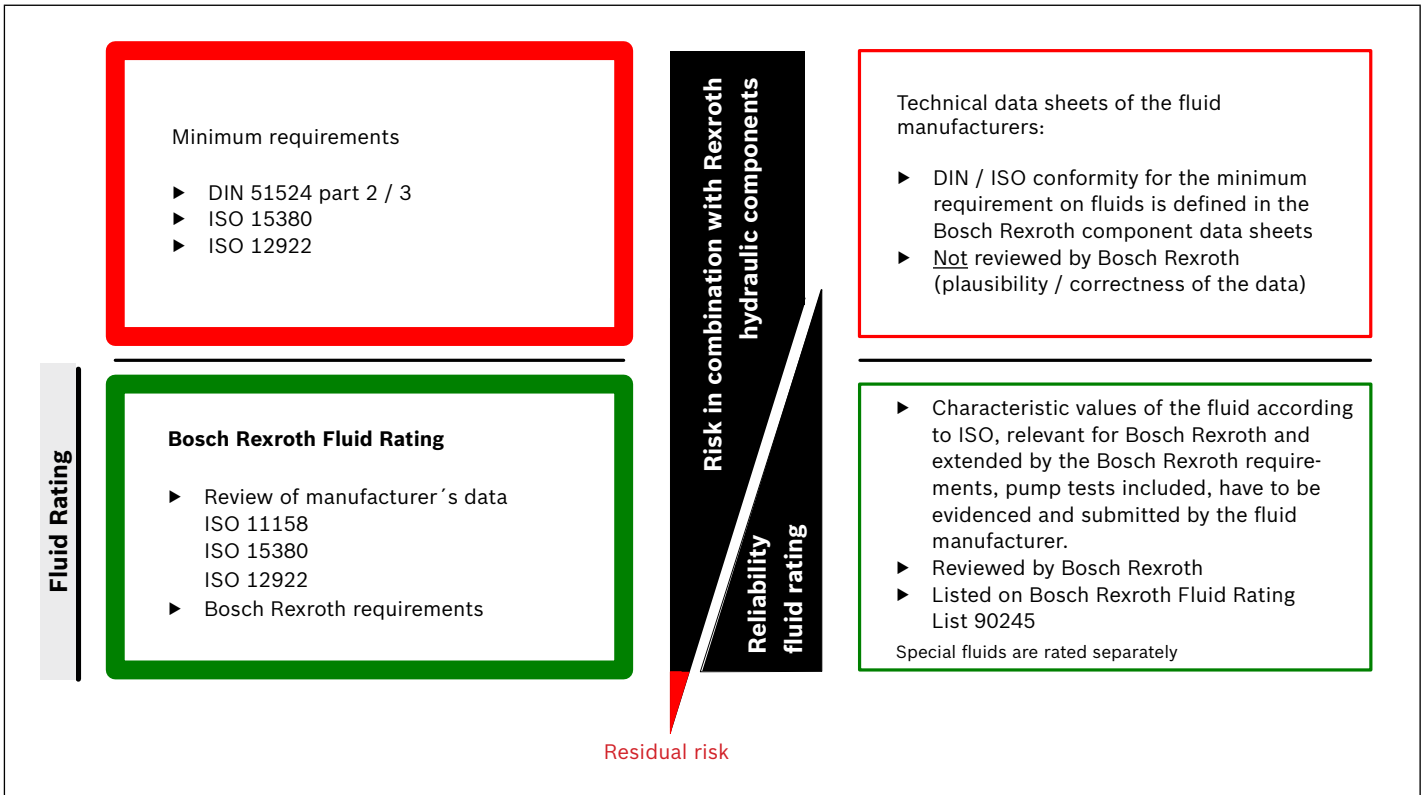 Minimum requirements
▶ DIN 51524 part 2 / 3
▶ ISO 15380
▶ ISO 12922
Risk in combination with Rexroth
hydraulic components
Technical data sheets of the fluid
manufacturers:
▶ DIN / ISO conformity for the minimum
requirement on fluids is defined in the
Bosch Rexroth component data sheets
▶ Not reviewed by Bosch Rexroth
(plausibility / correctness of the data)
Fluid Rating
Bosch Rexroth Fluid Rating
▶ Review of manufacturer´s data
ISO 11158
ISO 15380
ISO 12922
▶ Bosch Rexroth requirements
Reliability
fluid rating
▶ Characteristic values of the fluid according
to ISO, relevant for Bosch Rexroth and
extended by the Bosch Rexroth require-
ments, pump tests included, have to be
evidenced and submitted by the fluid
manufacturer.
▶ Reviewed by Bosch Rexroth
▶ Listed on Bosch Rexroth Fluid Rating
List 90245
Special fluids are rated separately
Residual risk